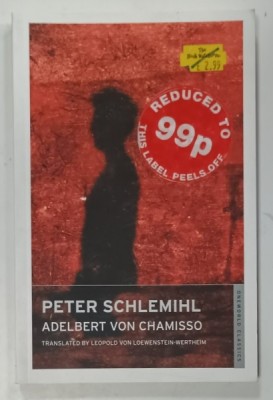 The
£ 2.99
REDUCED TO
99p
THIS LABEL PEELS OFF
PETER SCHLEMIHL
ADELBERT VON CHAMISSO
TRANSLATED BY LEOPOLD VON LOEWENSTEIN-WERTHEIM
ONEWORLD CLASSICS